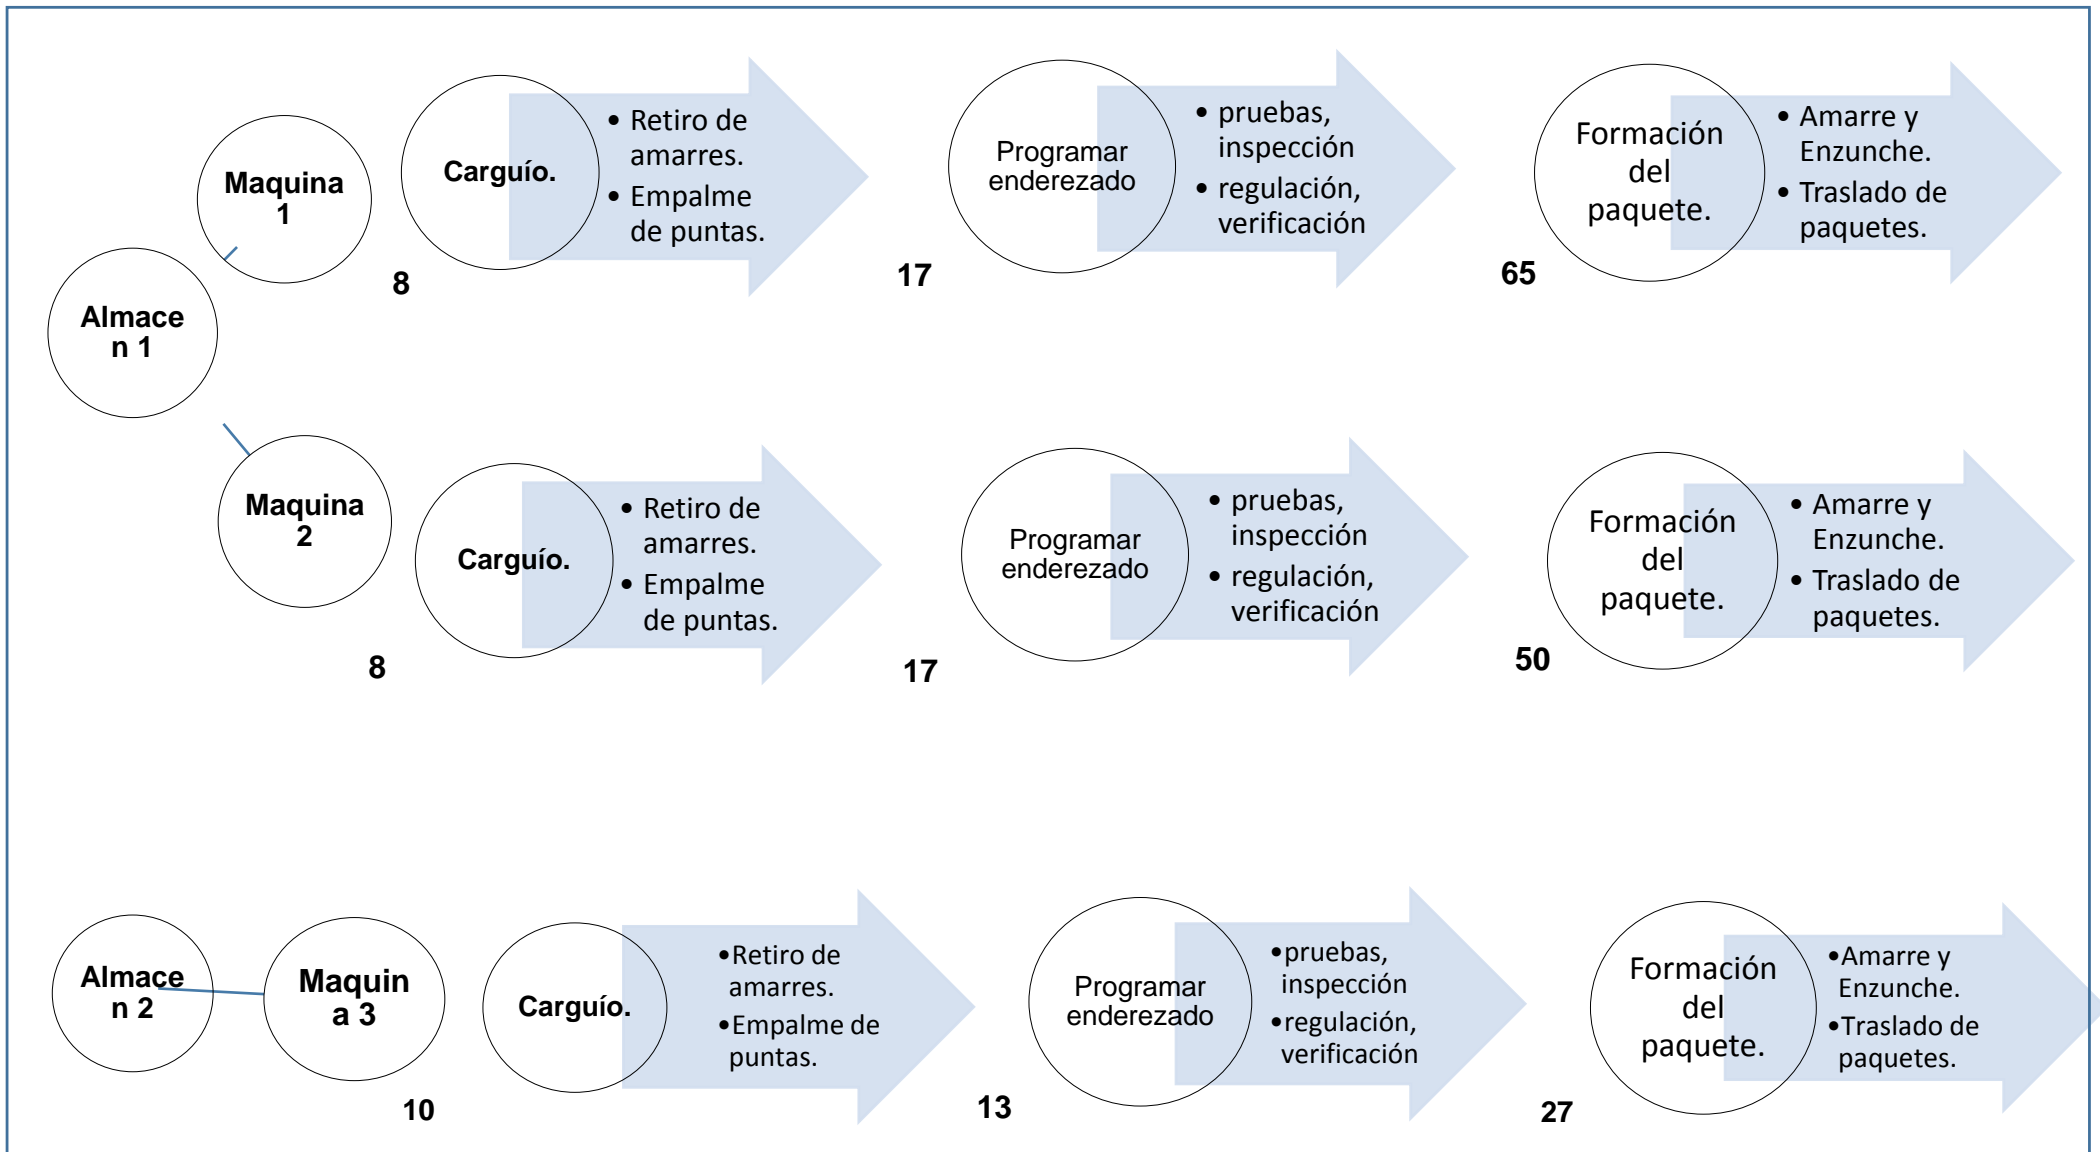 Almace
n 1
Maquina
1
8
Carguío.
• Retiro de
amarres.
• Empalme
de puntas.
17
Programar
enderezado
• pruebas,
inspección
• regulación,
verificación
65
Formación
del
paquete.
• Amarre y
Enzunche.
• Traslado de
paquetes.
Maquina
2
8
Carguío.
• Retiro de
amarres.
• Empalme
de puntas.
17
Programar
enderezado
• pruebas,
inspección
• regulación,
verificación
50
Formación
del
paquete.
• Amarre y
Enzunche.
• Traslado de
paquetes.
Almace
n 2
Maquin
a 3
10
Carguío.
•Retiro de
amarres.
•Empalme de
puntas.
13
Programar
enderezado
•pruebas,
inspección
•regulación,
verificación
27
Formación
del
paquete.
•Amarre y
Enzunche.
•Traslado de
paquetes.